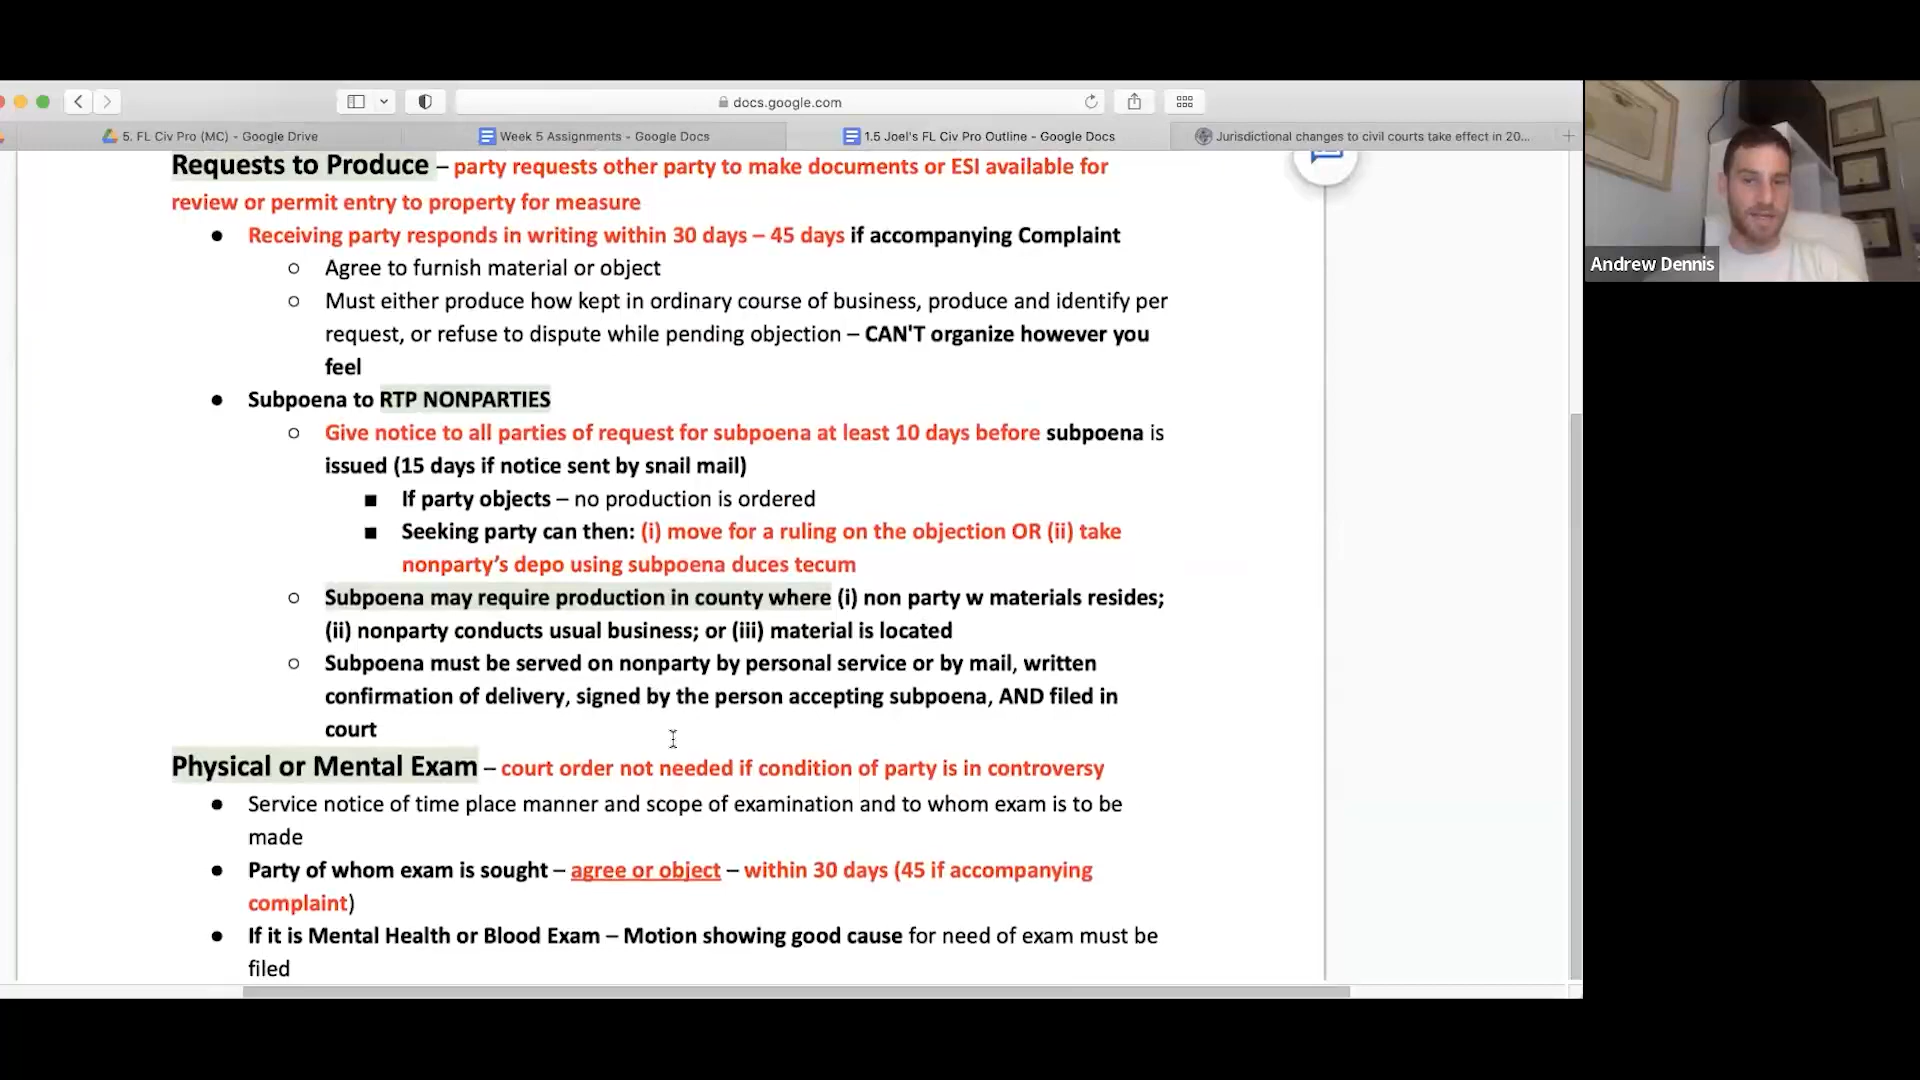 docs.google.com
5. FL Civ Pro (MC) - Google Drive
Week 5 Assignments - Google Docs
1.5 Joel's FL Civ Pro Outline - Google Docs
Jurisdictional changes to civil courts take effect in 20...
Requests to Produce – party requests other party to make documents or ESI available for
review or permit entry to property for measure
● Receiving party responds in writing within 30 days – 45 days if accompanying Complaint
○ Agree to furnish material or object
○ Must either produce how kept in ordinary course of business, produce and identify per
request, or refuse to dispute while pending objection – CAN'T organize however you
feel
● Subpoena to RTP NONPARTIES
○ Give notice to all parties of request for subpoena at least 10 days before subpoena is
issued (15 days if notice sent by snail mail)
■ If party objects – no production is ordered
■ Seeking party can then: (i) move for a ruling on the objection OR (ii) take
nonparty's depo using subpoena duces tecum
○ Subpoena may require production in county where (i) non party w materials resides;
(ii) nonparty conducts usual business; or (iii) material is located
○ Subpoena must be served on nonparty by personal service or by mail, written
confirmation of delivery, signed by the person accepting subpoena, AND filed in
court
Physical or Mental Exam – court order not needed if condition of party is in controversy
● Service notice of time place manner and scope of examination and to whom exam is to be
made
● Party of whom exam is sought – agree or object – within 30 days (45 if accompanying
complaint)
● If it is Mental Health or Blood Exam – Motion showing good cause for need of exam must be
filed
Andrew Dennis